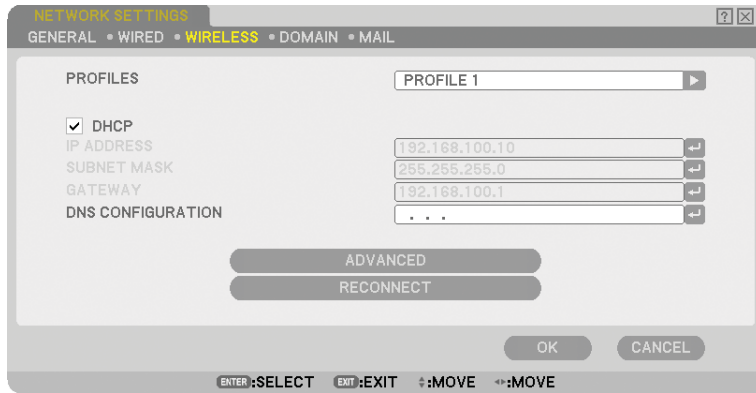 NETWORK SETTINGS
GENERAL • WIRED • WIRELESS • DOMAIN • MAIL
PROFILES PROFILE 1
DHCP
IP ADDRESS 192.168.100.10
SUBNET MASK 255.255.255.0
GATEWAY 192.168.100.1
DNS CONFIGURATION . . .
ADVANCED
RECONNECT
OK CANCEL
ENTER:SELECT EXIT:EXIT :MOVE :MOVE